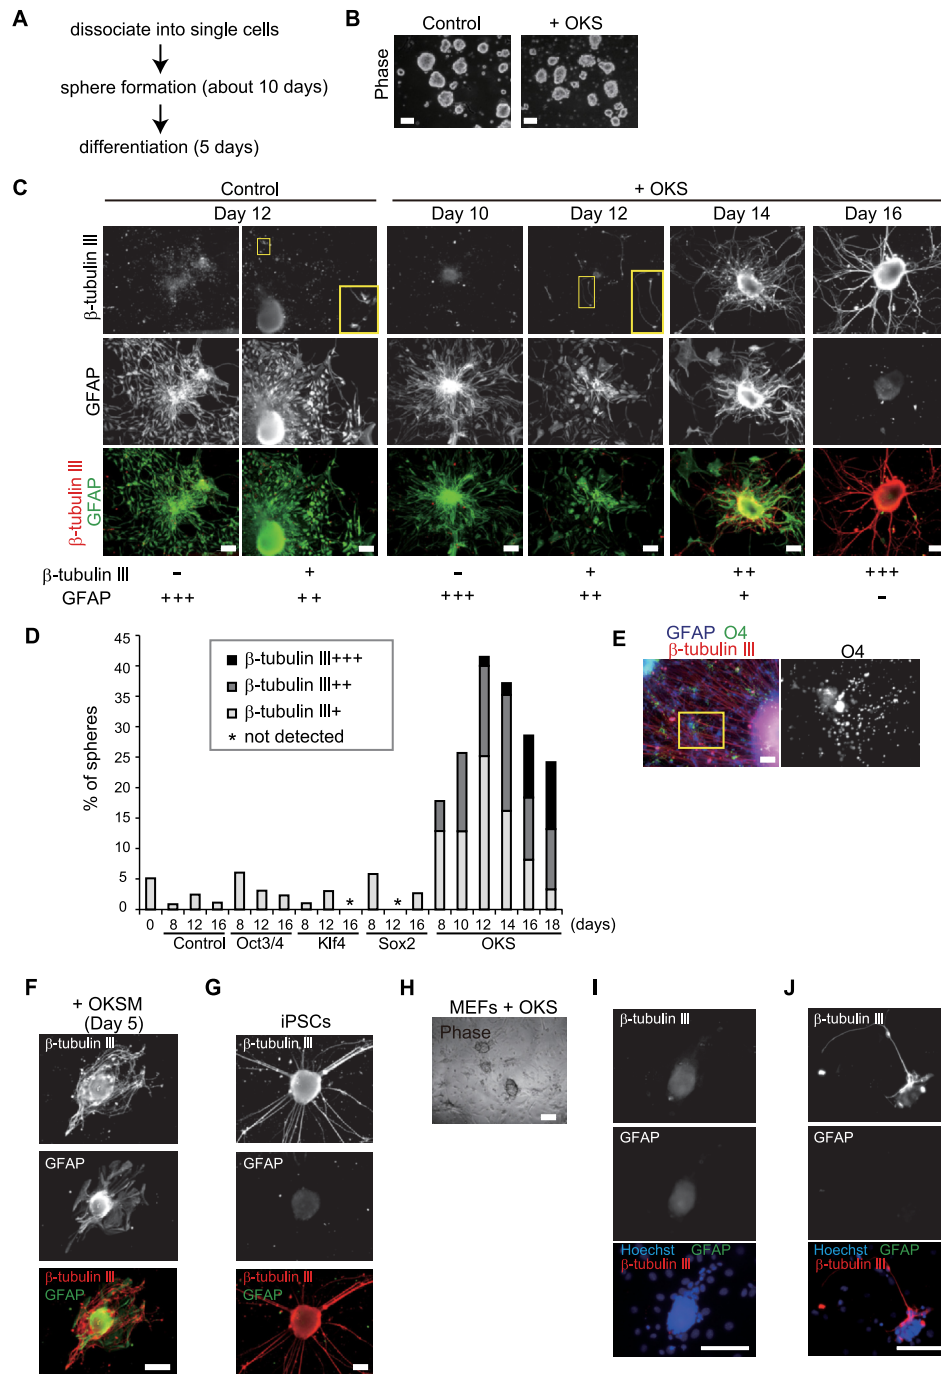 A
dissociate into single cells
sphere formation (about 10 days)
differentiation (5 days)
B
Control
+ OKS
Phase
C
Control
+ OKS
Day 12
Day 10
Day 12
Day 14
Day 16
β-tubulin III
GFAP
β-tubulin III
GFAP
β-tubulin III - + - + ++ +++
GFAP +++ ++ +++ ++ + -
D
% of spheres
45
40
35
30
25
20
15
10
5
0
β-tubulin III+++
β-tubulin III++
β-tubulin III+
* not detected
* *
0 8 12 16 8 12 16 8 12 16 8 12 16 8 10 12 14 16 18 (days)
Control Oct3/4 Klf4 Sox2 OKS
E
GFAP O4
β-tubulin III
O4
F
+ OKSM
(Day 5)
β-tubulin III
GFAP
β-tubulin III
GFAP
G
iPSCs
β-tubulin III
GFAP
β-tubulin III
GFAP
H
MEFs + OKS
Phase
I
β-tubulin III
GFAP
Hoechst GFAP
β-tubulin III
J
β-tubulin III
GFAP
Hoechst GFAP
β-tubulin III